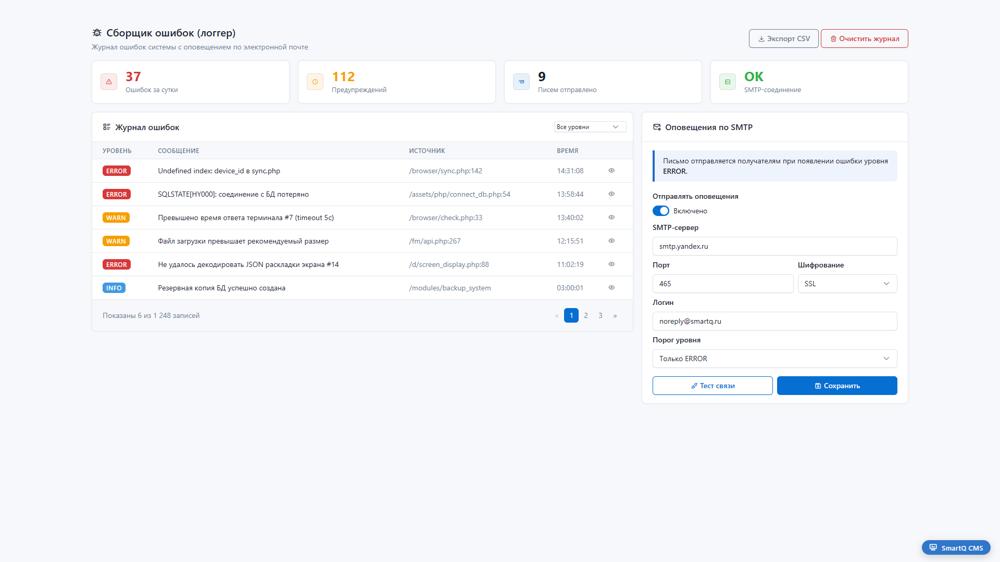 Сборщик ошибок (логгер)
Журнал ошибок системы с оповещением по электронной почте
Экспорт CSV
Очистить журнал
37
Ошибок за сутки
112
Предупреждений
9
Писем отправлено
OK
SMTP-соединение
Журнал ошибок
Все уровни
УРОВЕНЬ СООБЩЕНИЕ ИСТОЧНИК ВРЕМЯ
ERROR Undefined index: device_id в sync.php /browser/sync.php:142 14:31:08
ERROR SQLSTATE[HY000]: соединение с БД потеряно /assets/php/connect_db.php:54 13:58:44
WARN Превышено время ответа терминала #7 (timeout 5с) /browser/check.php:33 13:40:02
WARN Файл загрузки превышает рекомендуемый размер /fm/api.php:267 12:15:51
ERROR Не удалось декодировать JSON раскладки экрана #14 /d/screen_display.php:88 11:02:19
INFO Резервная копия БД успешно создана /modules/backup_system 03:00:01
Показаны 6 из 1 248 записей
« 1 2 3 »
Оповещения по SMTP
Письмо отправляется получателям при появлении ошибки уровня
ERROR.
Отправлять оповещения
Включено
SMTP-сервер
smtp.yandex.ru
Порт Шифрование
465 SSL
Логин
noreply@smartq.ru
Порог уровня
Только ERROR
Тест связи Сохранить
SmartQ CMS